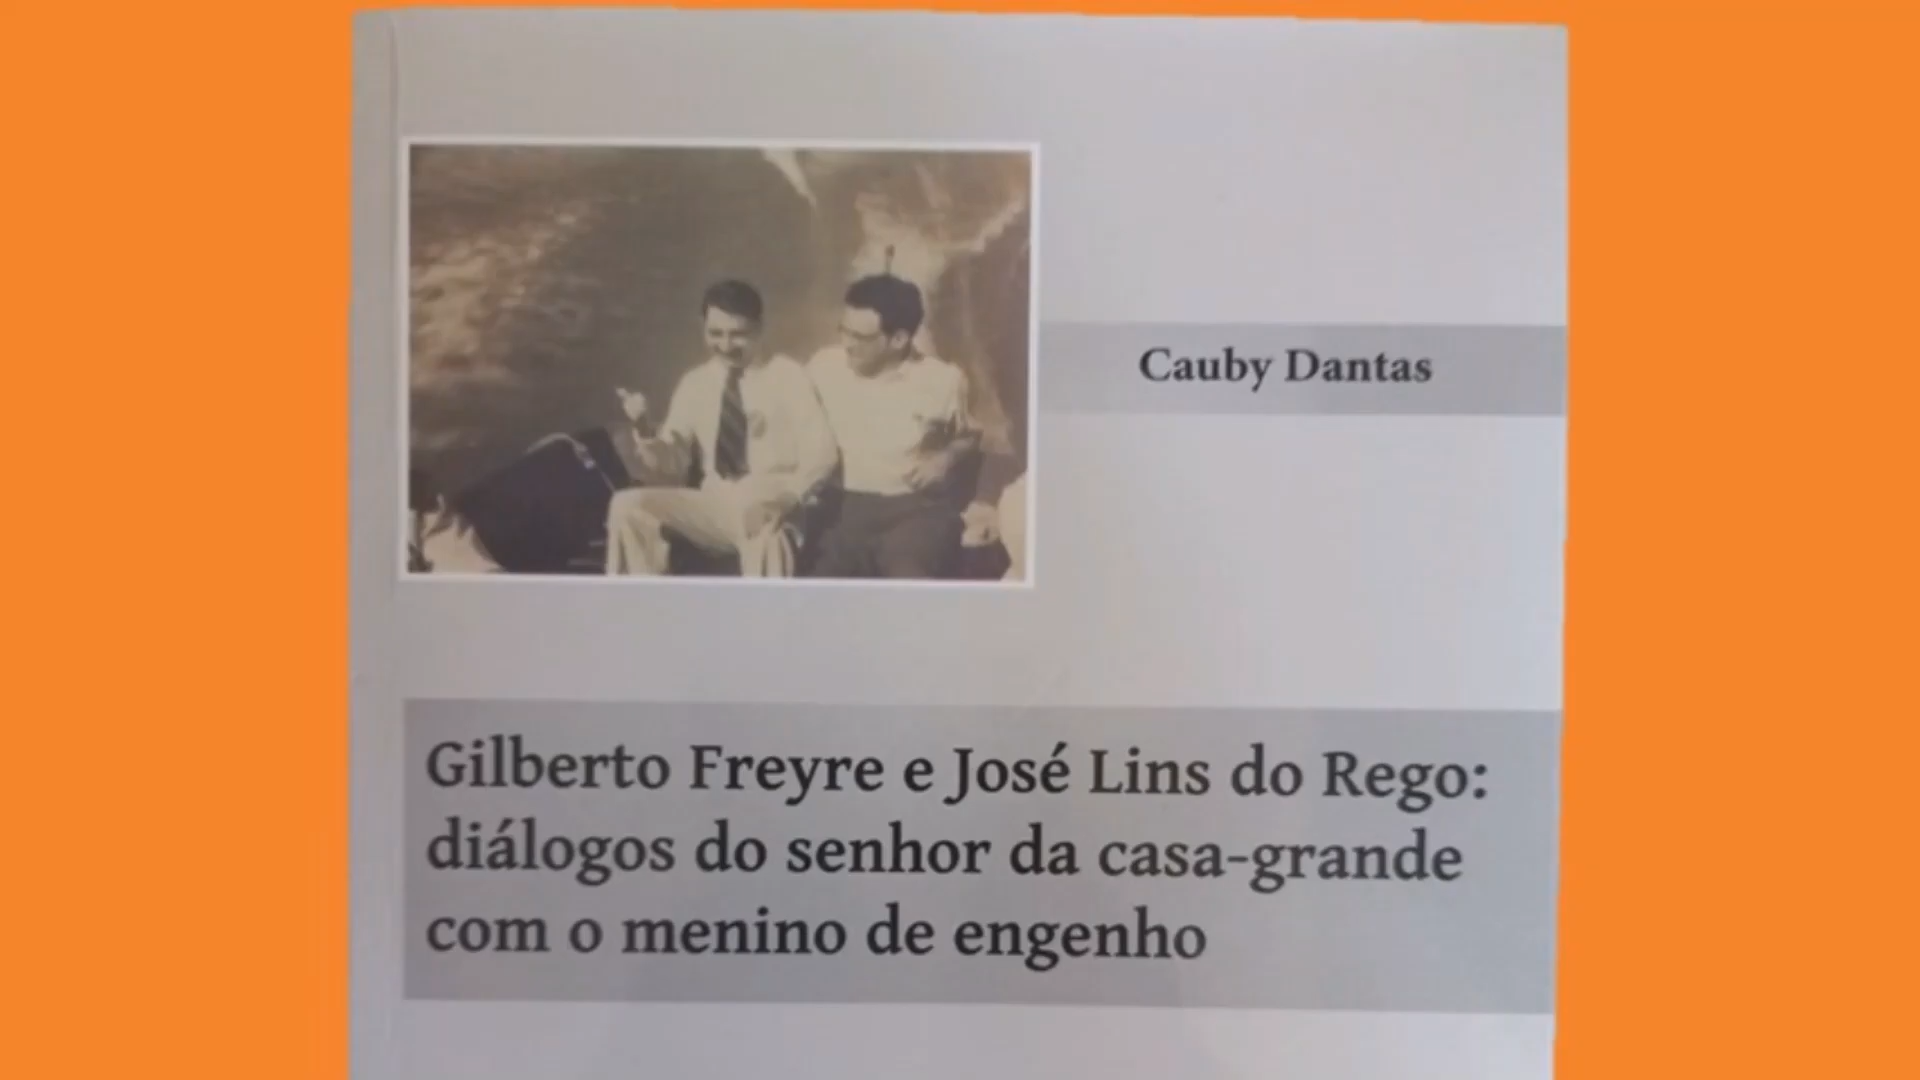 Cauby Dantas
Gilberto Freyre e José Lins do Rego:
diálogos do senhor da casa-grande
com o menino de engenho